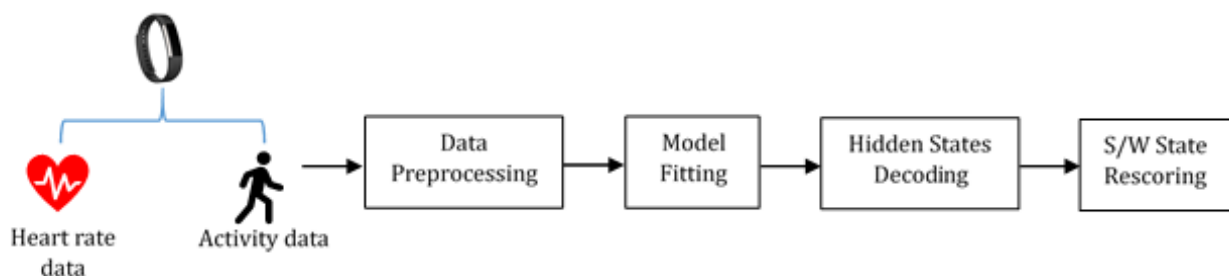 Heart rate
data
Activity data
Data
Preprocessing
Model
Fitting
Hidden States
Decoding
S/W State
Rescoring